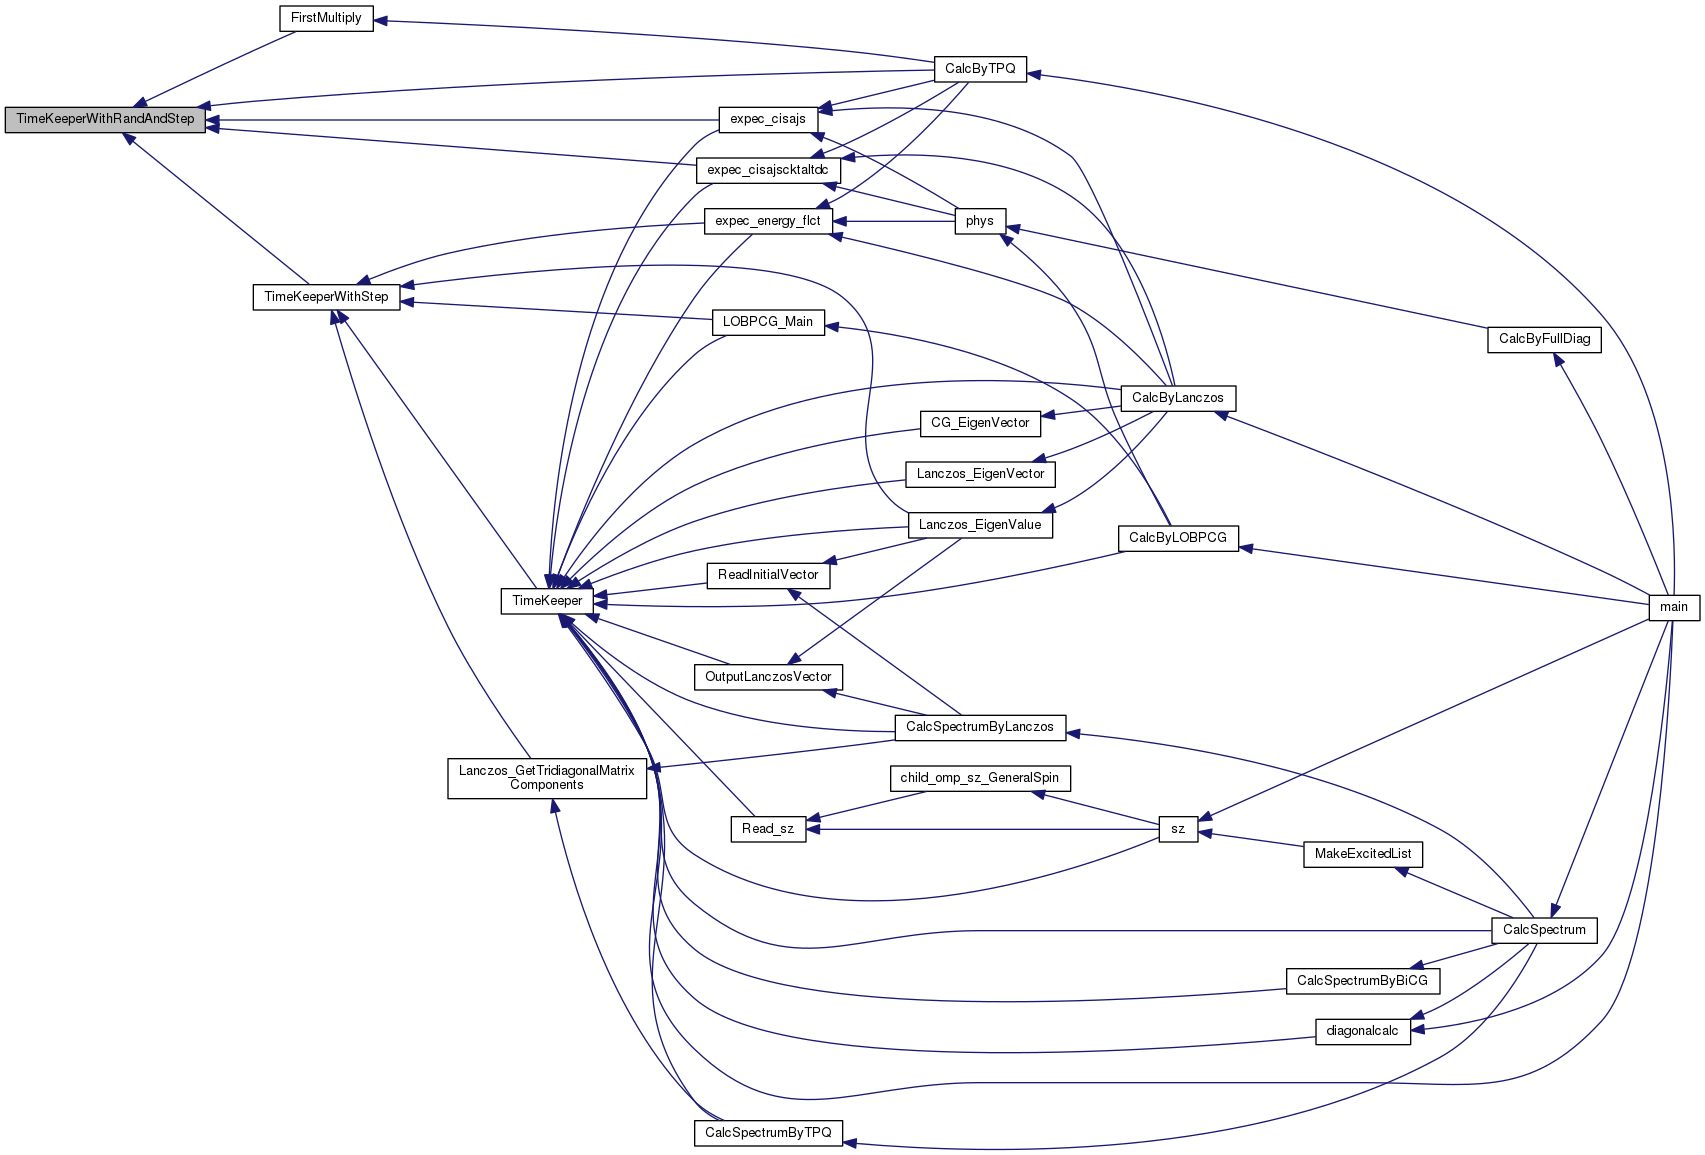 FirstMultiply
CalcByTPQ
TimeKeeperWithRandAndStep
expec_cisajs
expec_cisajscktaltdc
expec_energy_flct
phys
TimeKeeperWithStep
LOBPCG_Main
CalcByFullDiag
CalcByLanczos
CG_EigenVector
Lanczos_EigenVector
Lanczos_EigenValue
CalcByLOBPCG
ReadInitialVector
TimeKeeper
main
OutputLanczosVector
CalcSpectrumByLanczos
Lanczos_GetTridiagonalMatrix
Components
child_omp_sz_GeneralSpin
Read_sz
sz
MakeExcitedList
CalcSpectrum
CalcSpectrumByBiCG
diagonalcalc
CalcSpectrumByTPQ